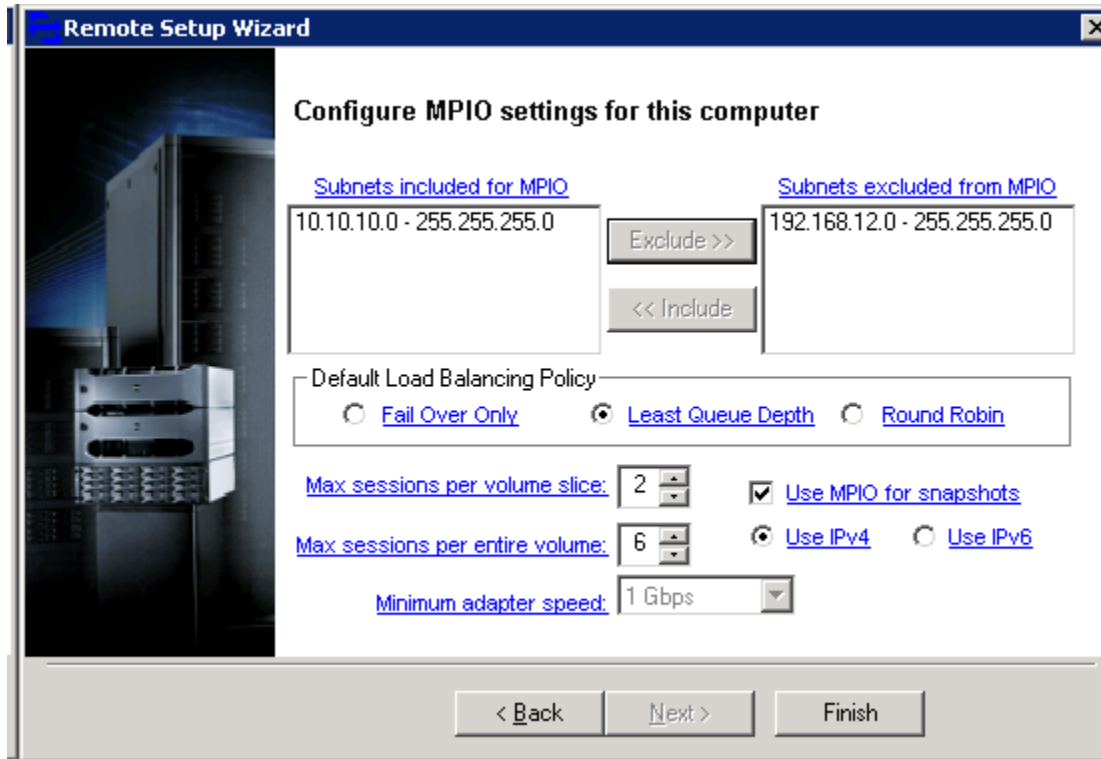 Remote Setup Wizard
Configure MPIO settings for this computer
Subnets included for MPIO
Subnets excluded from MPIO
10.10.10.0 - 255.255.255.0
Exclude >>
192.168.12.0 - 255.255.255.0
<< Include
Default Load Balancing Policy
Fail Over Only
Least Queue Depth
Round Robin
Max sessions per volume slice:
2
Use MPIO for snapshots
Max sessions per entire volume:
6
Use IPv4
Use IPv6
Minimum adapter speed:
1 Gbps
< Back
Next >
Finish